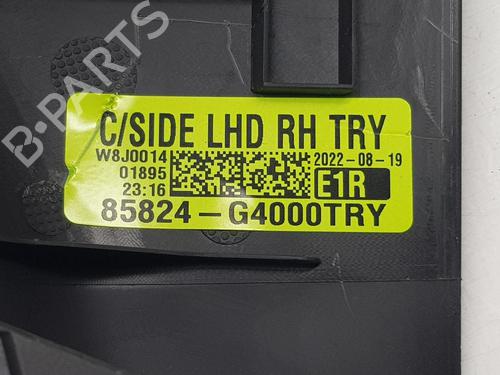 C/SIDE LHD RH TRY
W8J0014 2022-08-19
01895
23:16 E1R
85824-G4000TRY
B-PARTS